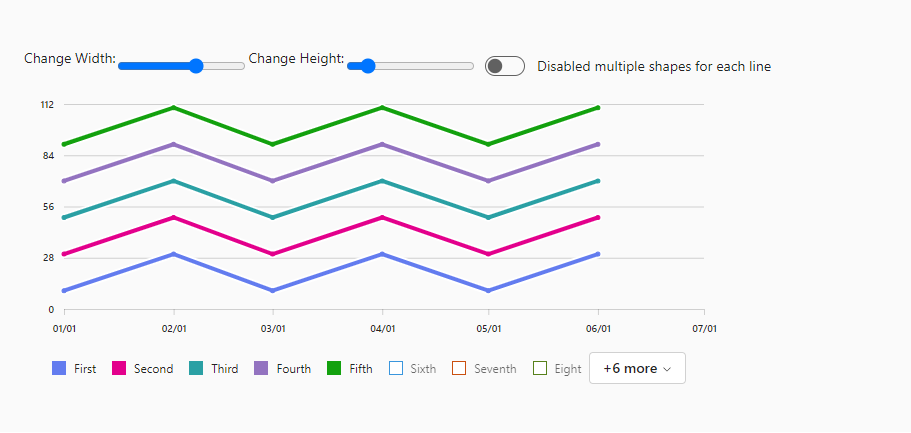 Change Width: Change Height: Disabled multiple shapes for each line
112
84
56
28
0
01/01 02/01 03/01 04/01 05/01 06/01 07/01
First Second Third Fourth Fifth Sixth Seventh Eight +6 more